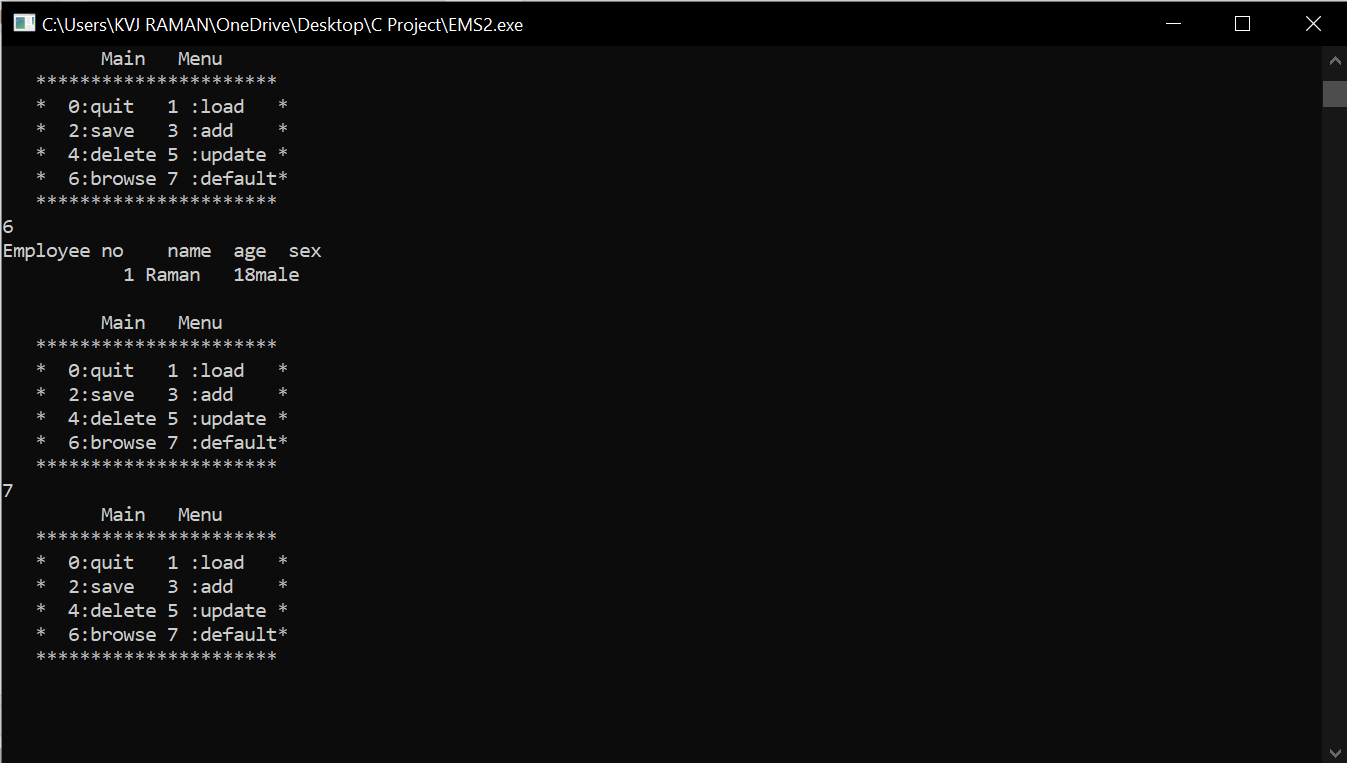 C:\Users\KVJ RAMAN\OneDrive\Desktop\C Project\EMS2.exe
         Main   Menu
   **********************
   *  0:quit   1 :load   *
   *  2:save   3 :add    *
   *  4:delete 5 :update *
   *  6:browse 7 :default*
   **********************
6
Employee no    name  age  sex
           1 Raman   18male

         Main   Menu
   **********************
   *  0:quit   1 :load   *
   *  2:save   3 :add    *
   *  4:delete 5 :update *
   *  6:browse 7 :default*
   **********************
7
         Main   Menu
   **********************
   *  0:quit   1 :load   *
   *  2:save   3 :add    *
   *  4:delete 5 :update *
   *  6:browse 7 :default*
   **********************